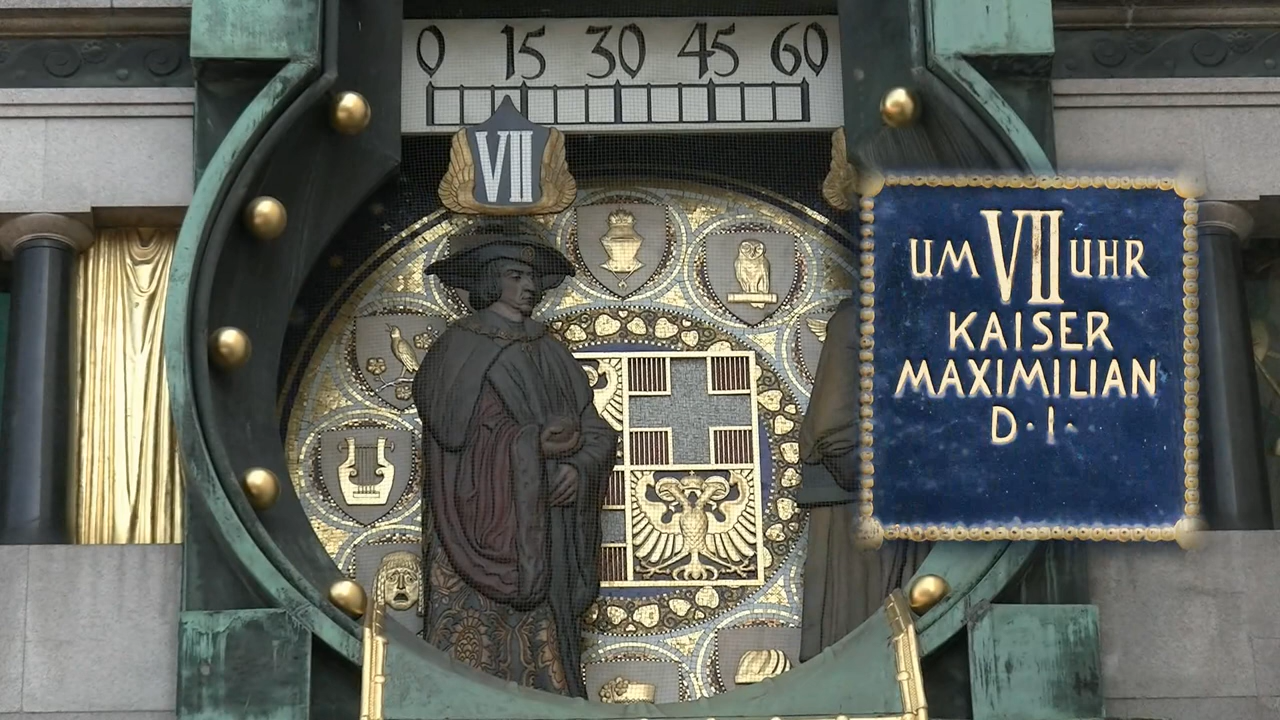 0 15 30 45 60
VII
UM VII UHR
KAISER
MAXIMILIAN
D·I·